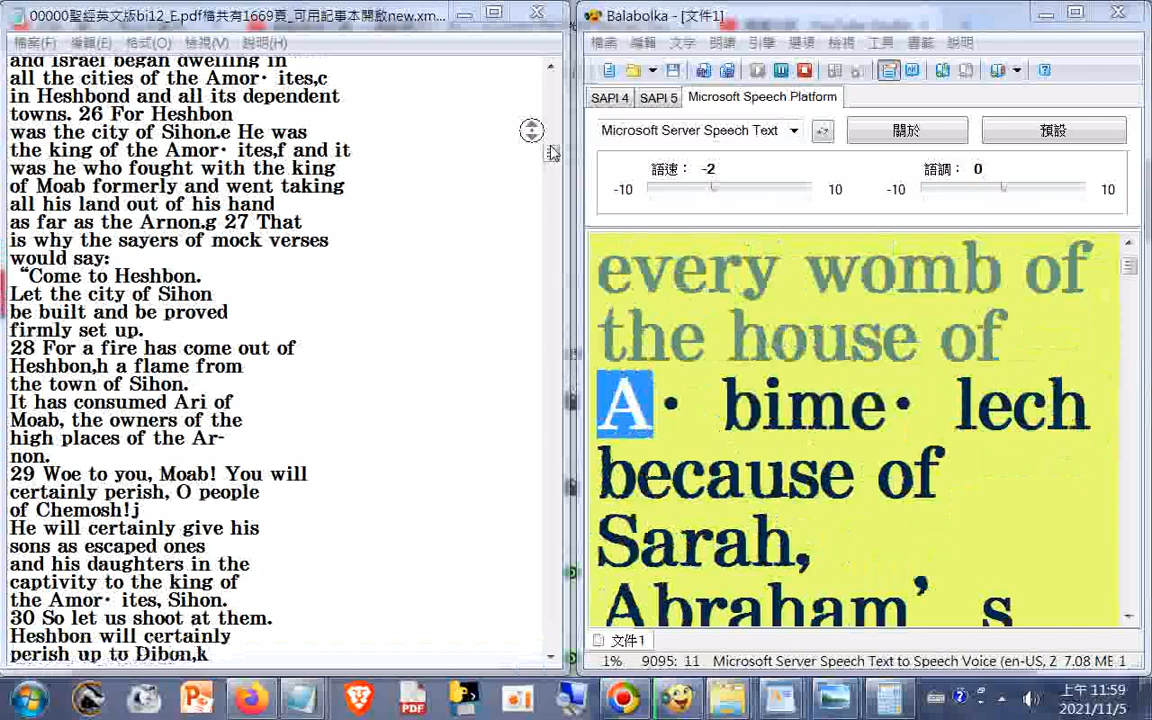 00000聖經英文版bi12_E.pdf檔共有1669頁_可用記事本開啟new.xm...
檔案(F) 編輯(E) 格式(O) 檢視(V) 說明(H)
and Israel began dwelling in
all the cities of the Amor· ites,c
in Heshbond and all its dependent
towns. 26 For Heshbon
was the city of Sihon.e He was
the king of the Amor· ites,f and it
was he who fought with the king
of Moab formerly and went taking
all his land out of his hand
as far as the Arnon.g 27 That
is why the sayers of mock verses
would say:
“Come to Heshbon.
Let the city of Sihon
be built and be proved
firmly set up.
28 For a fire has come out of
Heshbon,h a flame from
the town of Sihon.
It has consumed Ari of
Moab, the owners of the
high places of the Ar-
non.
29 Woe to you, Moab! You will
certainly perish, O people
of Chemosh!j
He will certainly give his
sons as escaped ones
and his daughters in the
captivity to the king of
the Amor· ites, Sihon.
30 So let us shoot at them.
Heshbon will certainly
perish up to Dibon,k
Balabolka - [文件1]
檔案 編輯 文字 朗讀 引擎 選項 檢視 工具 書籤 說明
SAPI 4 SAPI 5 Microsoft Speech Platform
Microsoft Server Speech Text 關於 預設
語速： -2 語調： 0
-10 10 -10 10
every womb of
the house of
A· bime· lech
because of
Sarah,
Abraham’s
文件1
1% 9095: 11 Microsoft Server Speech Text to Speech Voice (en-US, 2 7.08 ME 1
上午 11:59
2021/11/5